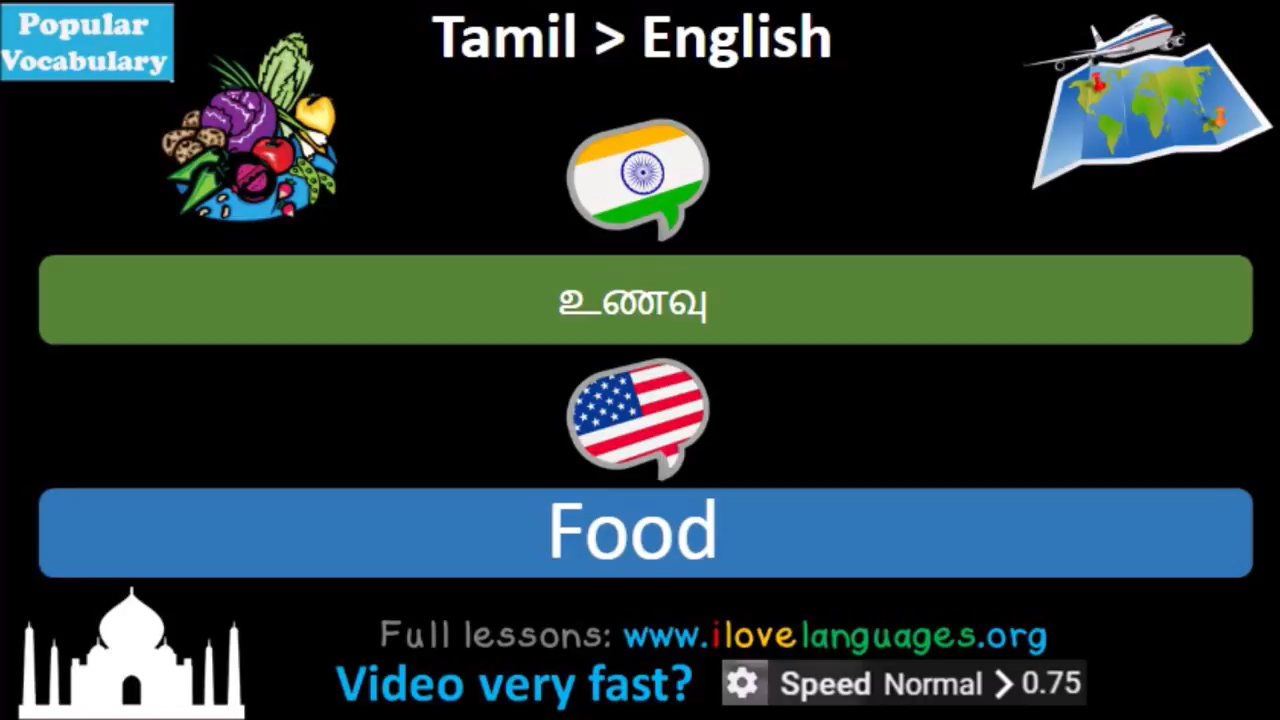 Popular
Vocabulary
Tamil > English
உணவு
Food
Full lessons: www.ilovelanguages.org
Video very fast? Speed Normal > 0.75